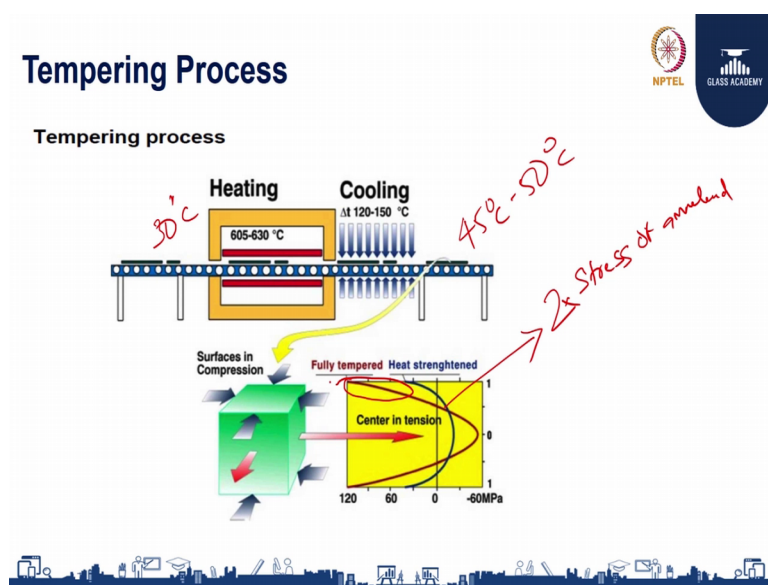 Tempering Process
NPTEL
GLASS ACADEMY
Tempering process
Heating
Cooling
Δt 120-150 °C
605-630 °C
30°C
45°C - 50°C
2x Stress of
Surfaces in
Compression
Fully tempered
Heat strenghtened
Center in tension
1
0
1
120 60 0 -60MPa